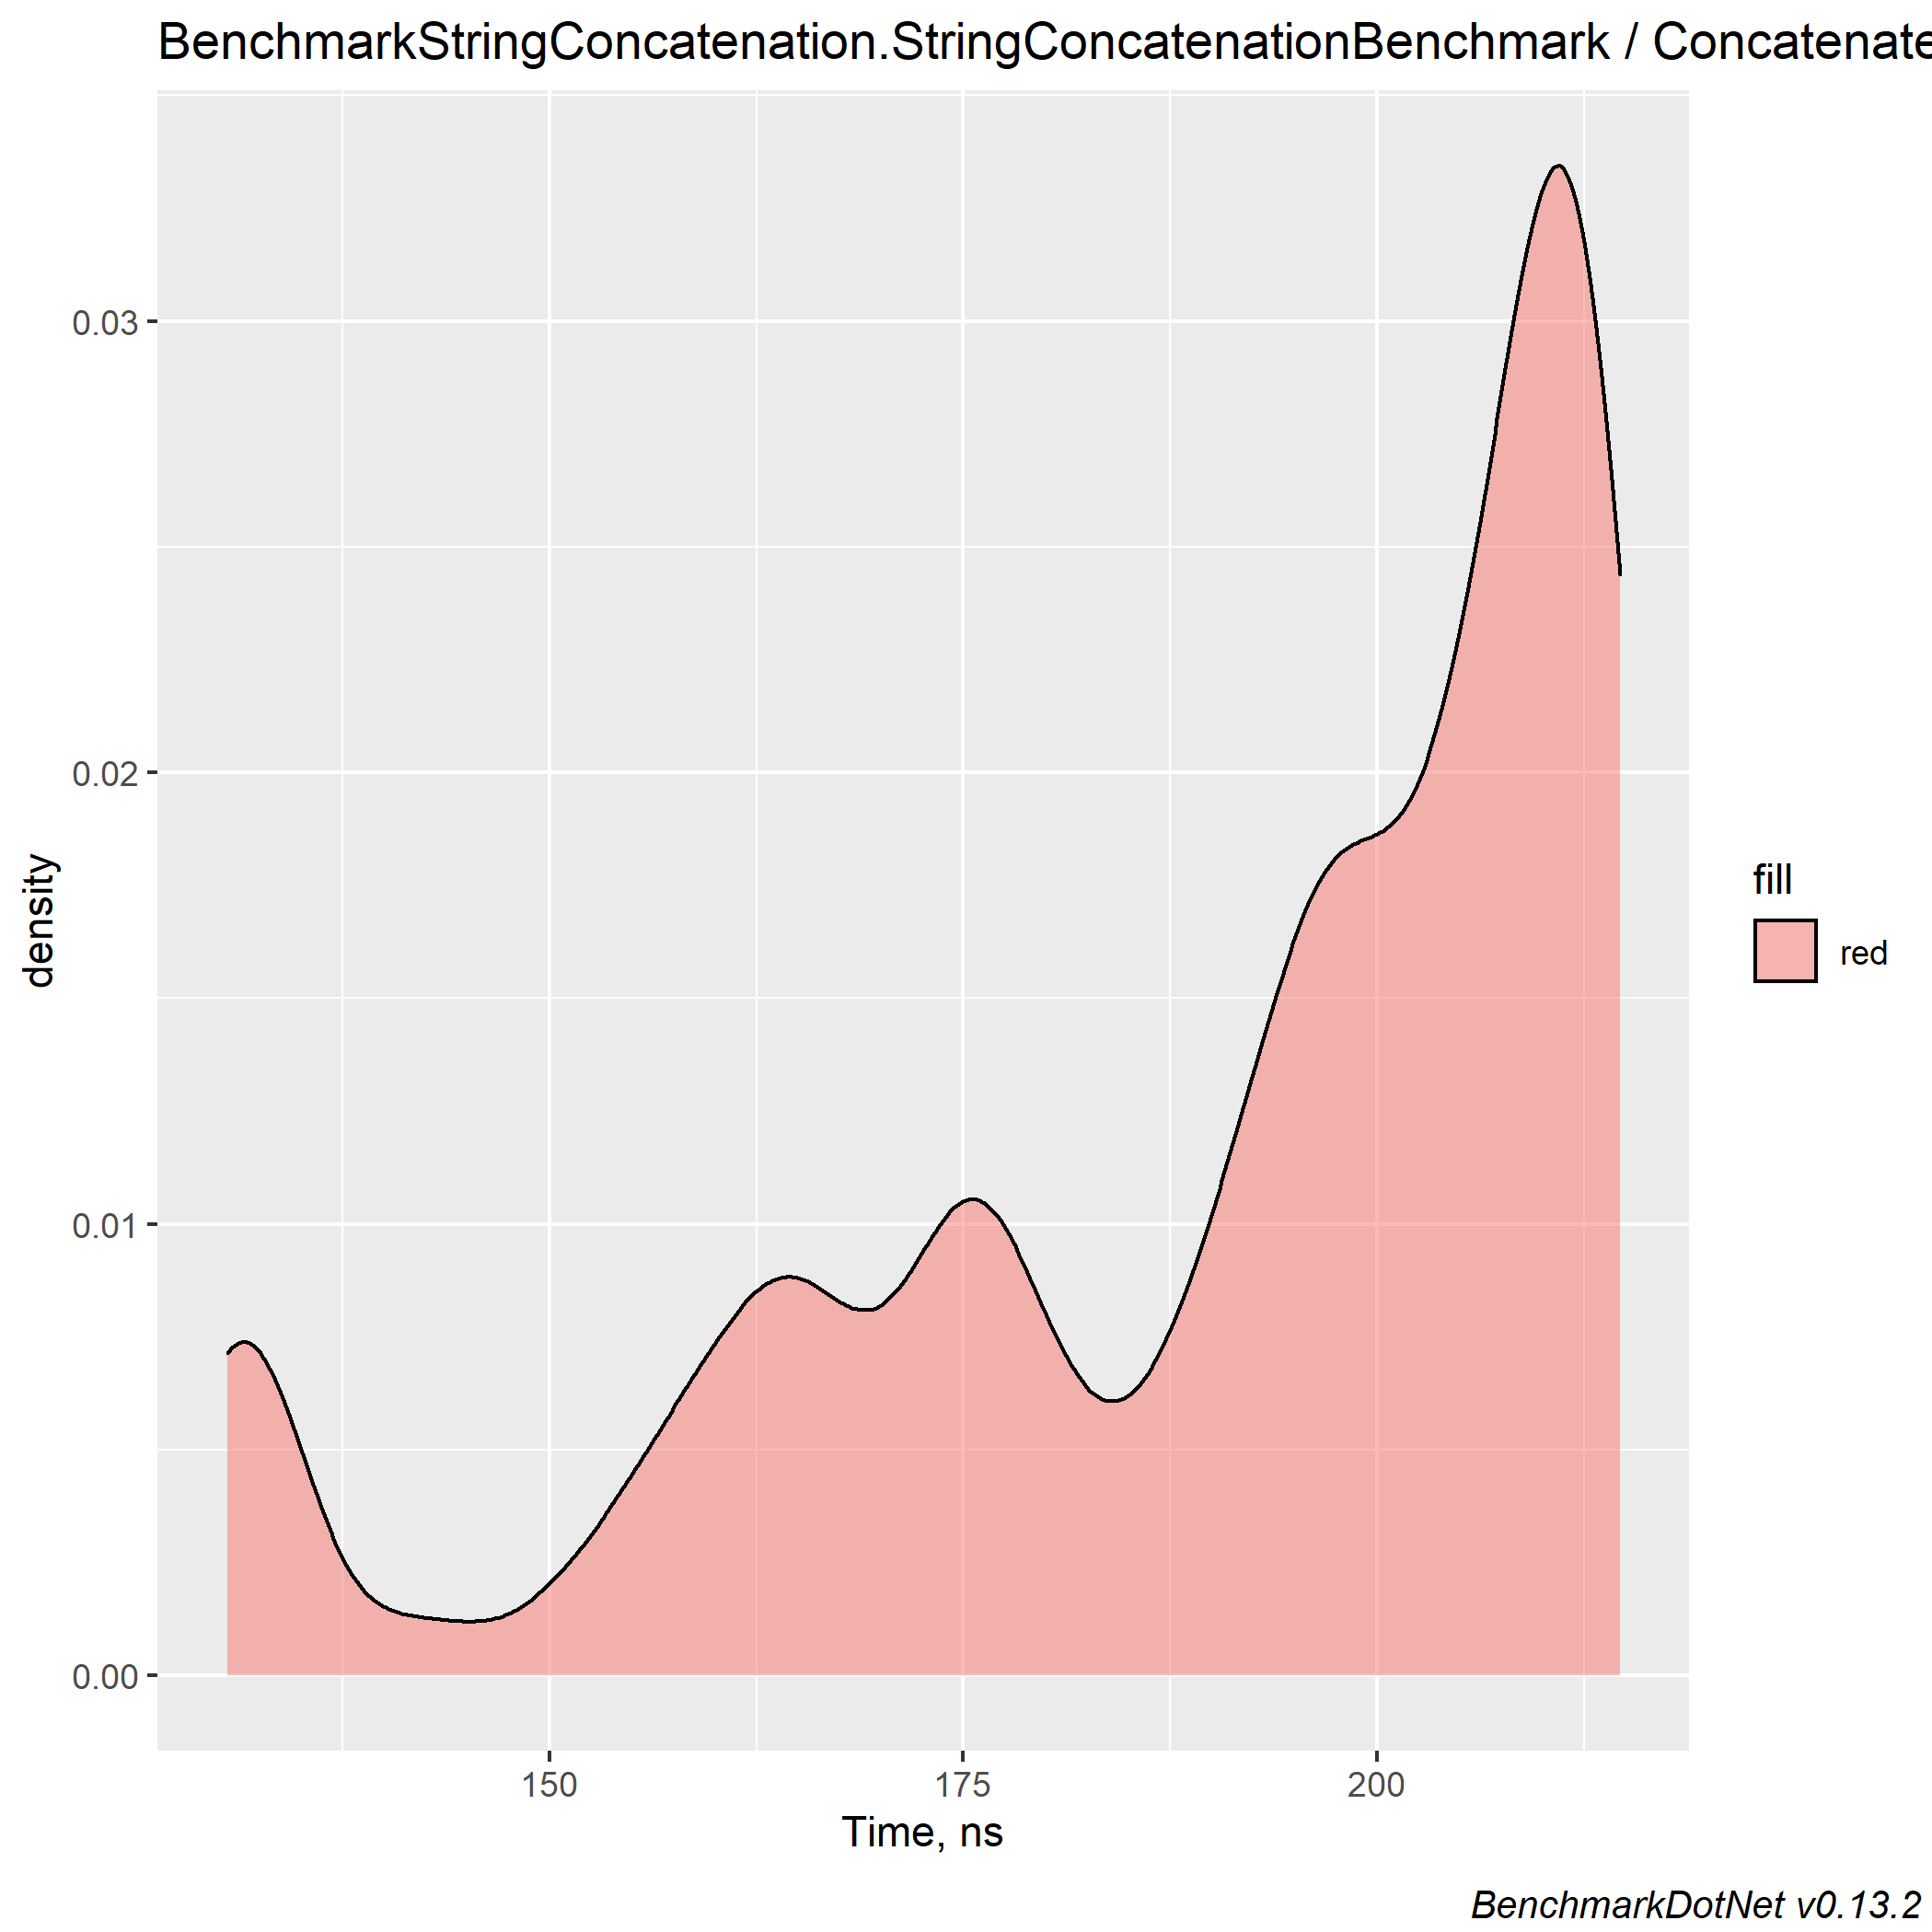 BenchmarkStringConcatenation.StringConcatenationBenchmark / Concatenate
0.03
0.02
0.01
0.00
density
150 175 200
Time, ns
fill
red
BenchmarkDotNet v0.13.2